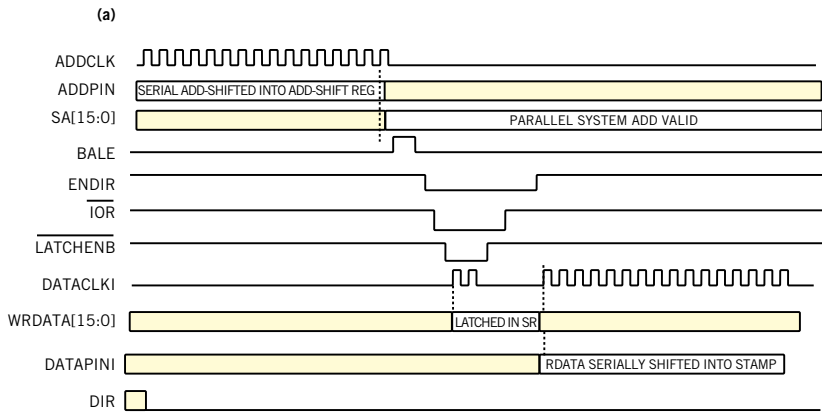 (a)
ADDCLK
ADDPIN
SERIAL ADD-SHIFTED INTO ADD-SHIFT REG
SA[15:0]
PARALLEL SYSTEM ADD VALID
BALE
ENDIR
IOR
LATCHENB
DATACLKI
WRDATA[15:0]
LATCHED IN SR
DATAPINI
RDATA SERIALLY SHIFTED INTO STAMP
DIR